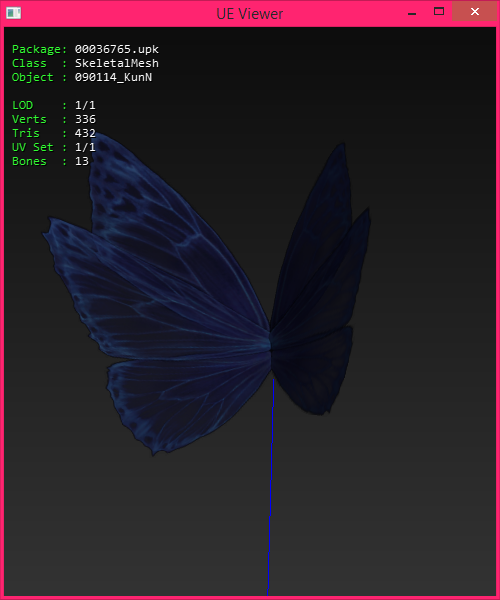 UE Viewer
Package: 00036765.upk
Class  : SkeletalMesh
Object : 090114_KunN
LOD    : 1/1
Verts  : 336
Tris   : 432
UV Set : 1/1
Bones  : 13